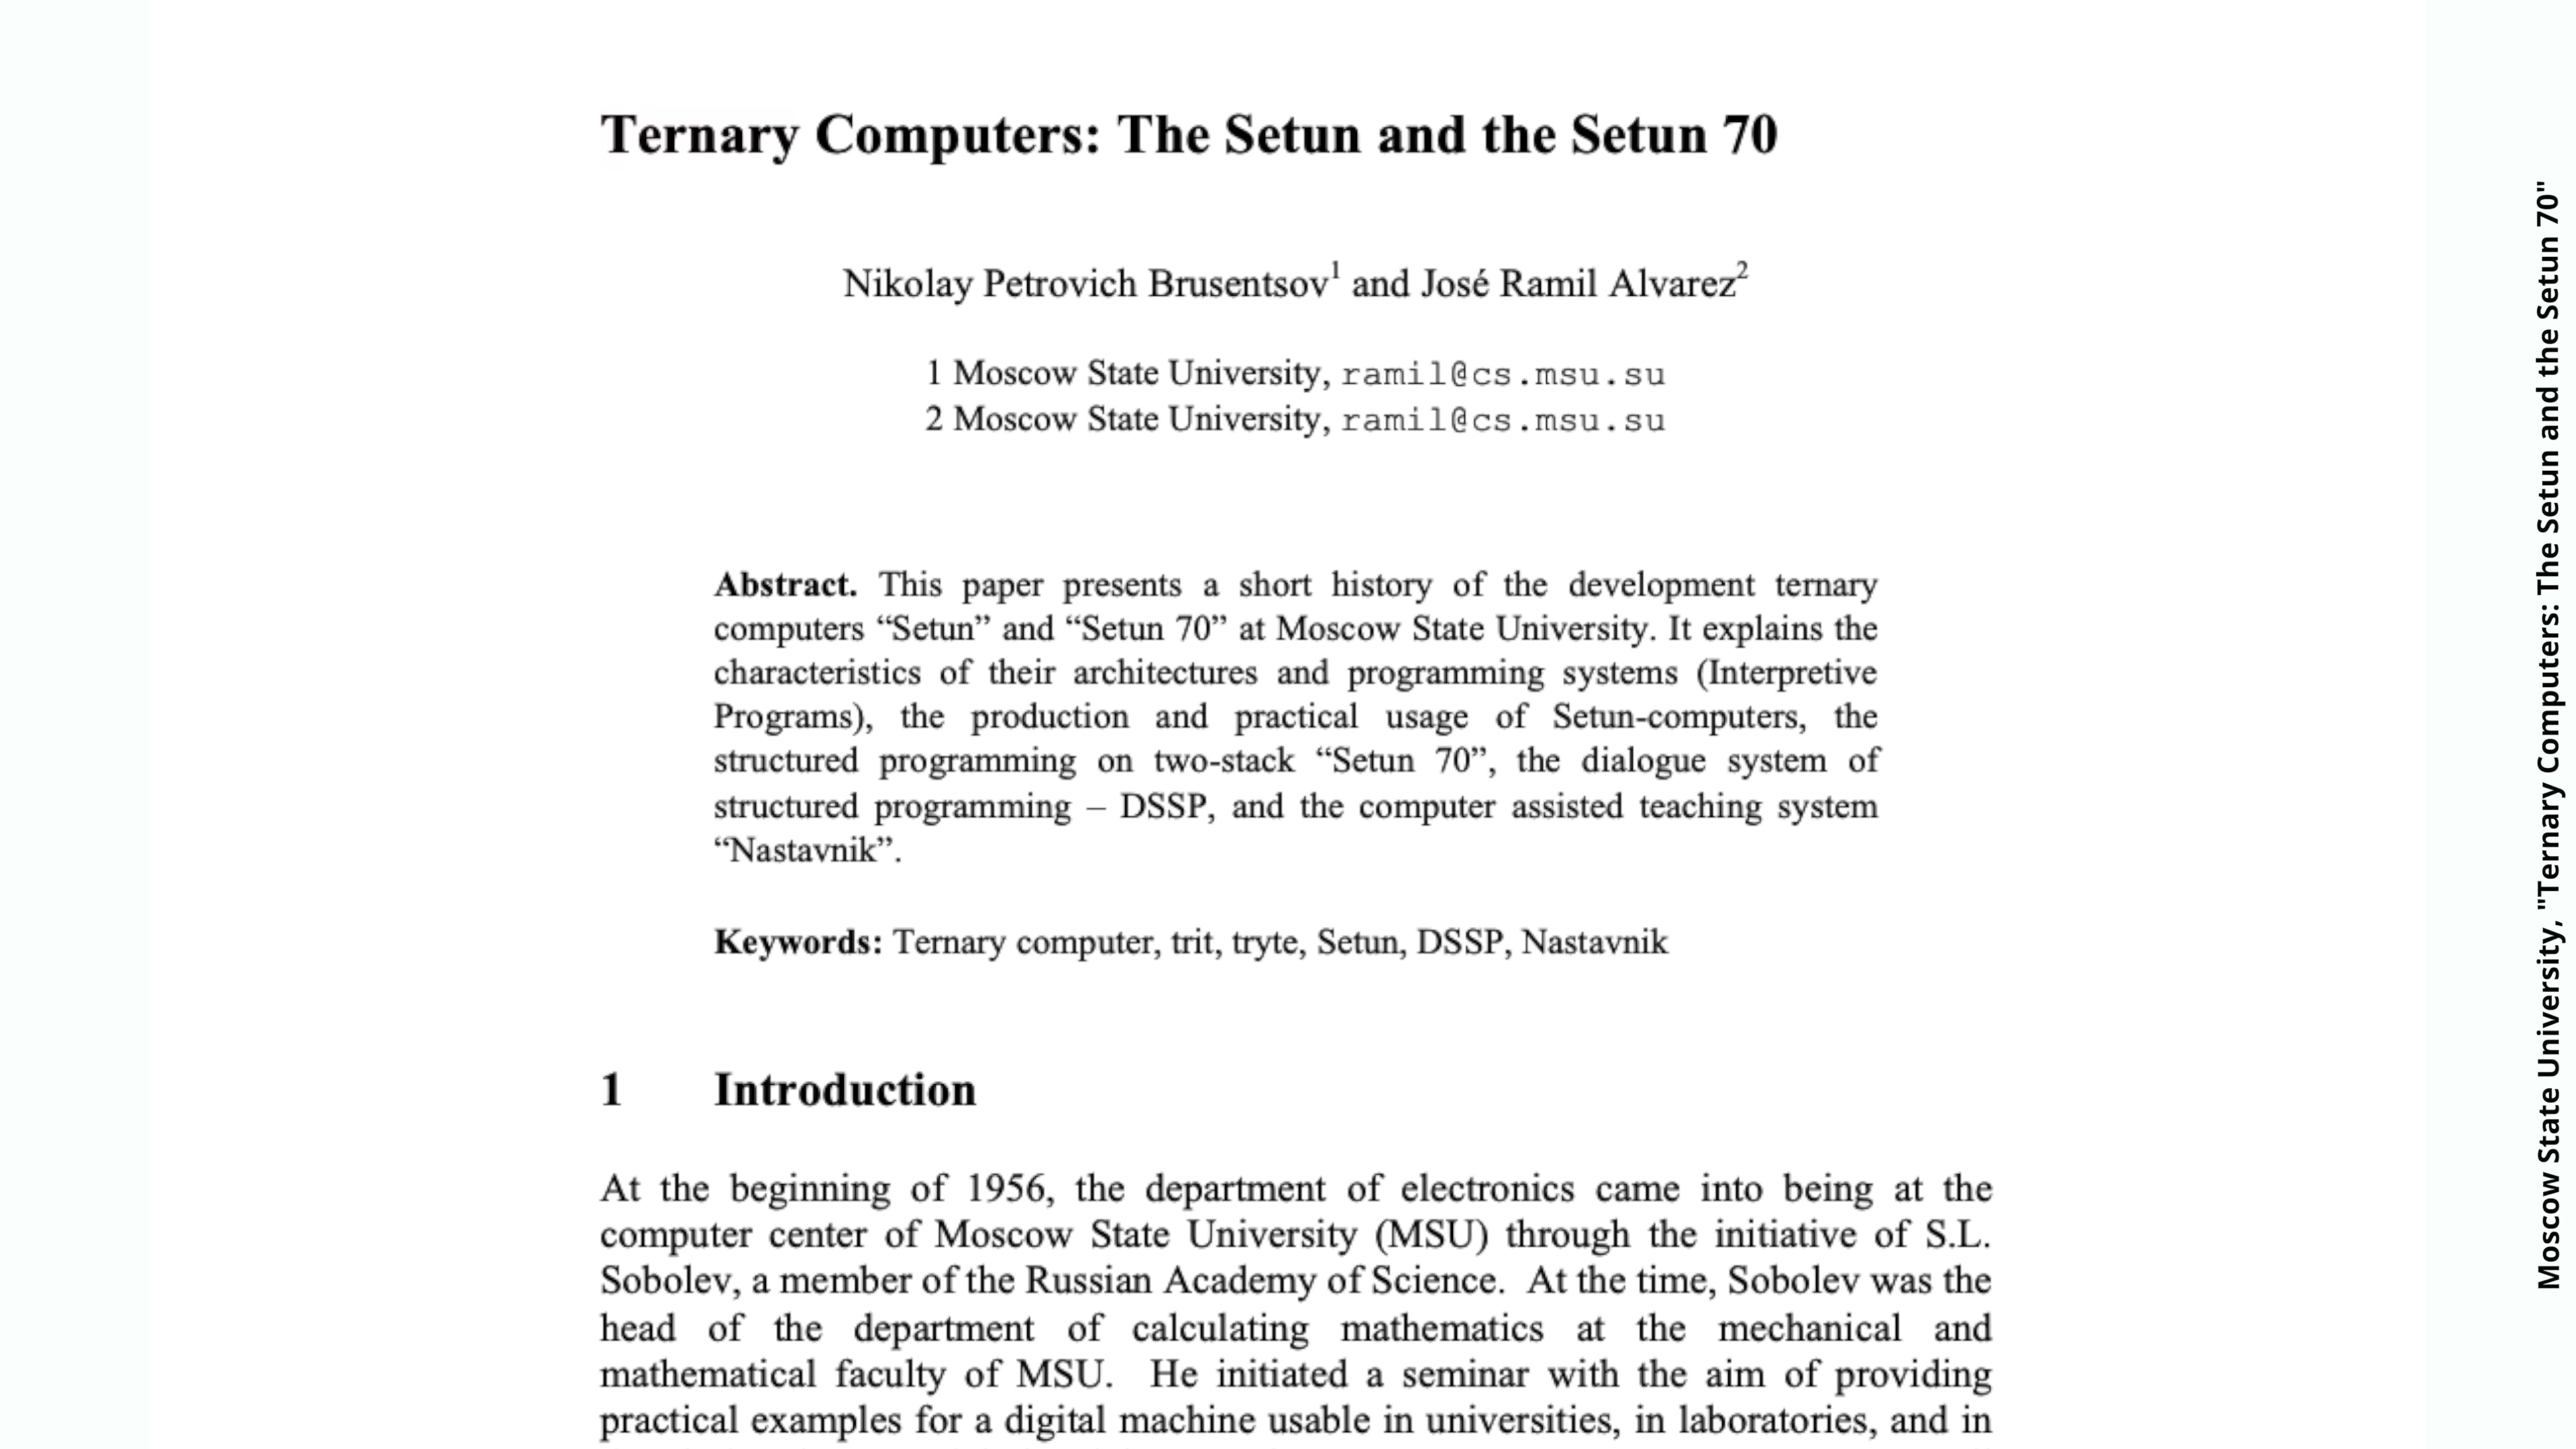 Ternary Computers: The Setun and the Setun 70
Nikolay Petrovich Brusentsov1 and José Ramil Alvarez2
1 Moscow State University, ramil@cs.msu.su
2 Moscow State University, ramil@cs.msu.su
Abstract. This paper presents a short history of the development ternary
computers “Setun” and “Setun 70” at Moscow State University. It explains the
characteristics of their architectures and programming systems (Interpretive
Programs), the production and practical usage of Setun-computers, the
structured programming on two-stack “Setun 70”, the dialogue system of
structured programming – DSSP, and the computer assisted teaching system
“Nastavnik”.
Keywords: Ternary computer, trit, tryte, Setun, DSSP, Nastavnik
1 Introduction
At the beginning of 1956, the department of electronics came into being at the
computer center of Moscow State University (MSU) through the initiative of S.L.
Sobolev, a member of the Russian Academy of Science. At the time, Sobolev was the
head of the department of calculating mathematics at the mechanical and
mathematical faculty of MSU. He initiated a seminar with the aim of providing
practical examples for a digital machine usable in universities, in laboratories, and in
Moscow State University, "Ternary Computers: The Setun and the Setun 70"